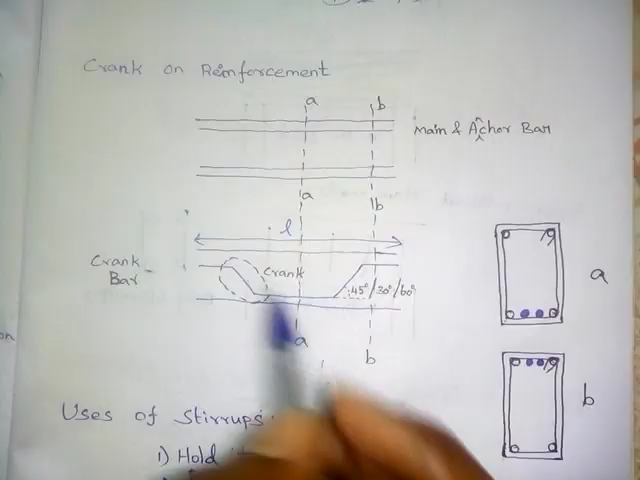 Crank on Reinforcement
a b
Main & Anchor Bar
a b
l
Crank
Bar
Crank
45°/30°/60°
a
b
a
b
Uses of Stirrups:
1) Hold